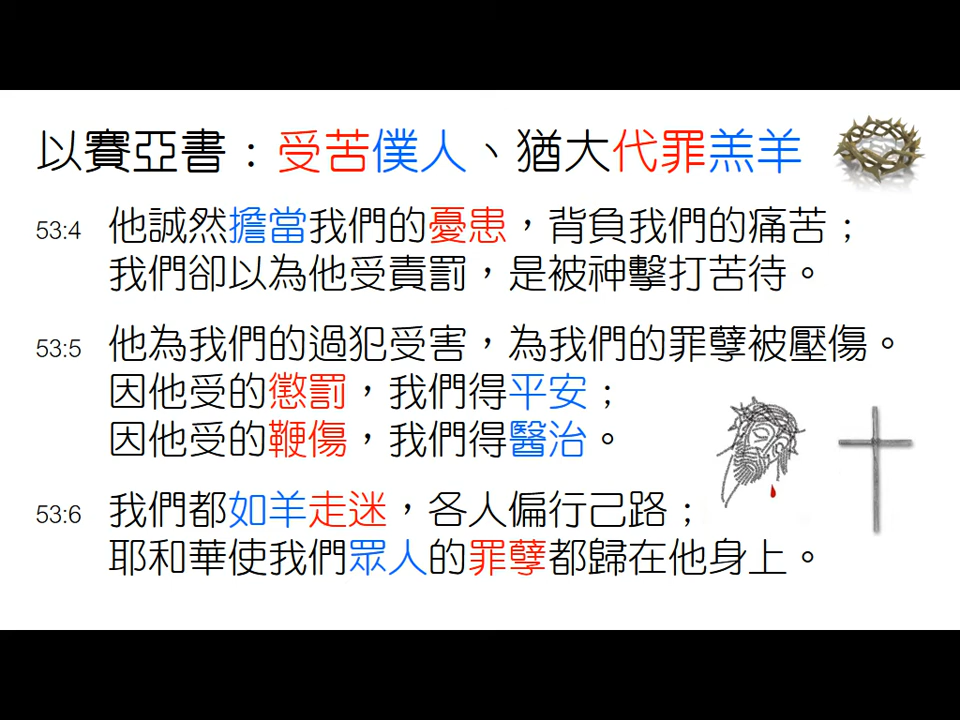 以賽亞書：受苦僕人、猶大代罪羔羊
53:4 他誠然擔當我們的憂患，背負我們的痛苦；
我們卻以為他受責罰，是被神擊打苦待。
53:5 他為我們的過犯受害，為我們的罪孽被壓傷。
因他受的懲罰，我們得平安；
因他受的鞭傷，我們得醫治。
53:6 我們都如羊走迷，各人偏行己路；
耶和華使我們眾人的罪孽都歸在他身上。